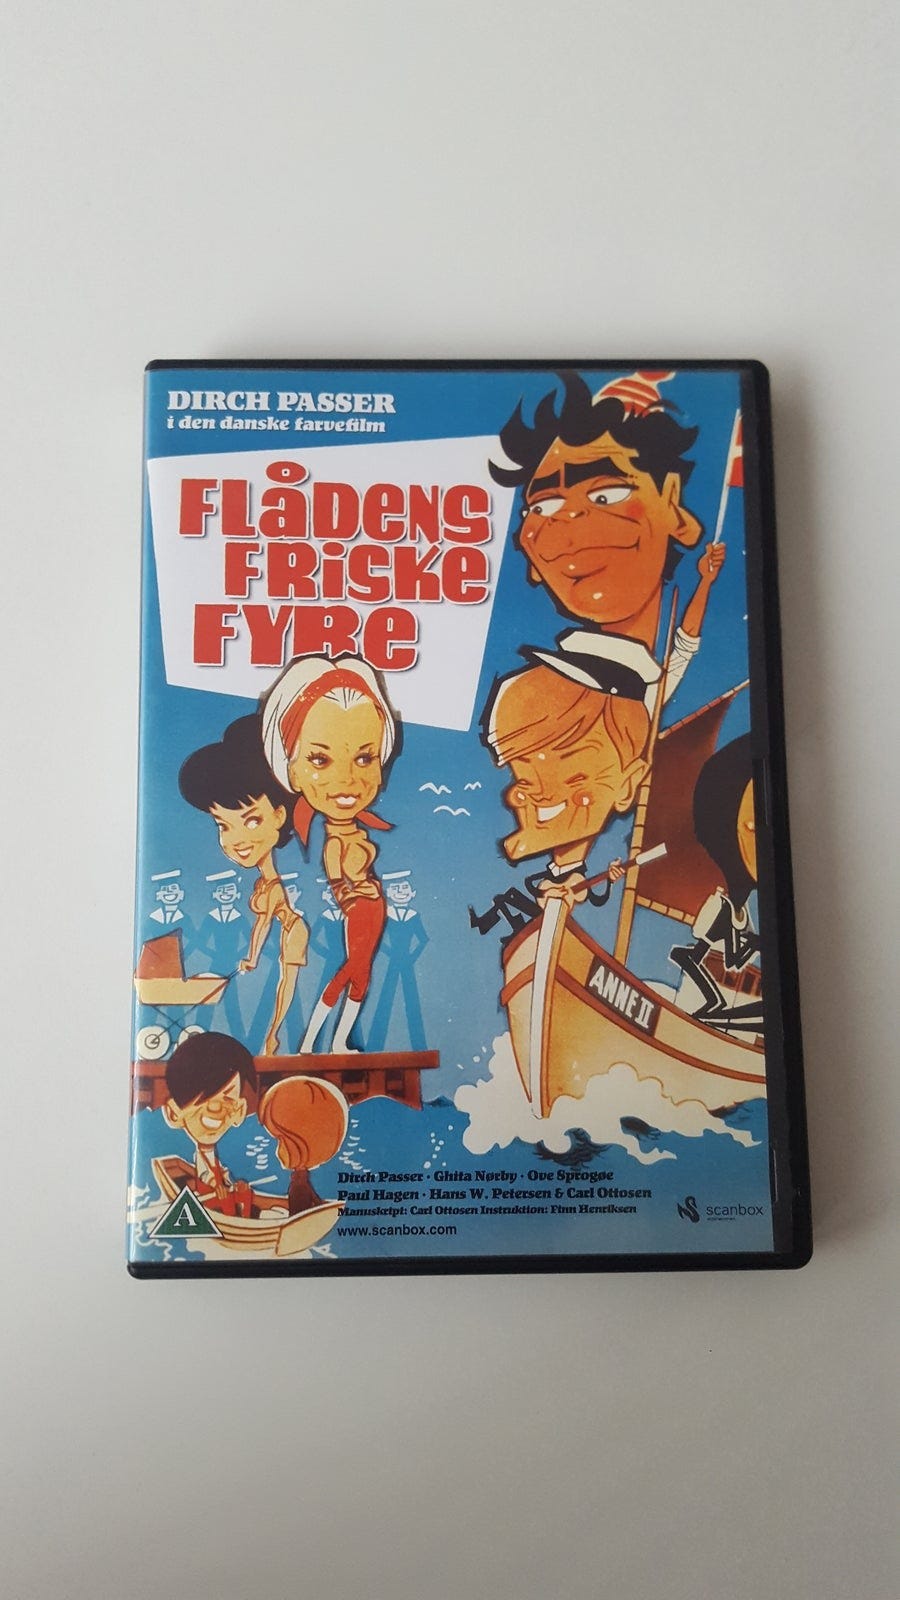 DIRCH PASSER
i den danske farvefilm
FLÅDENS
FRISKE
FYRE
ANNE II
Dirch Passer · Ghita Nørby · Ove Sprogøe
Paul Hagen · Hans W. Petersen & Carl Ottosen
Manuskript: Carl Ottosen Instruktion: Finn Henriksen
www.scanbox.com
A
scanbox